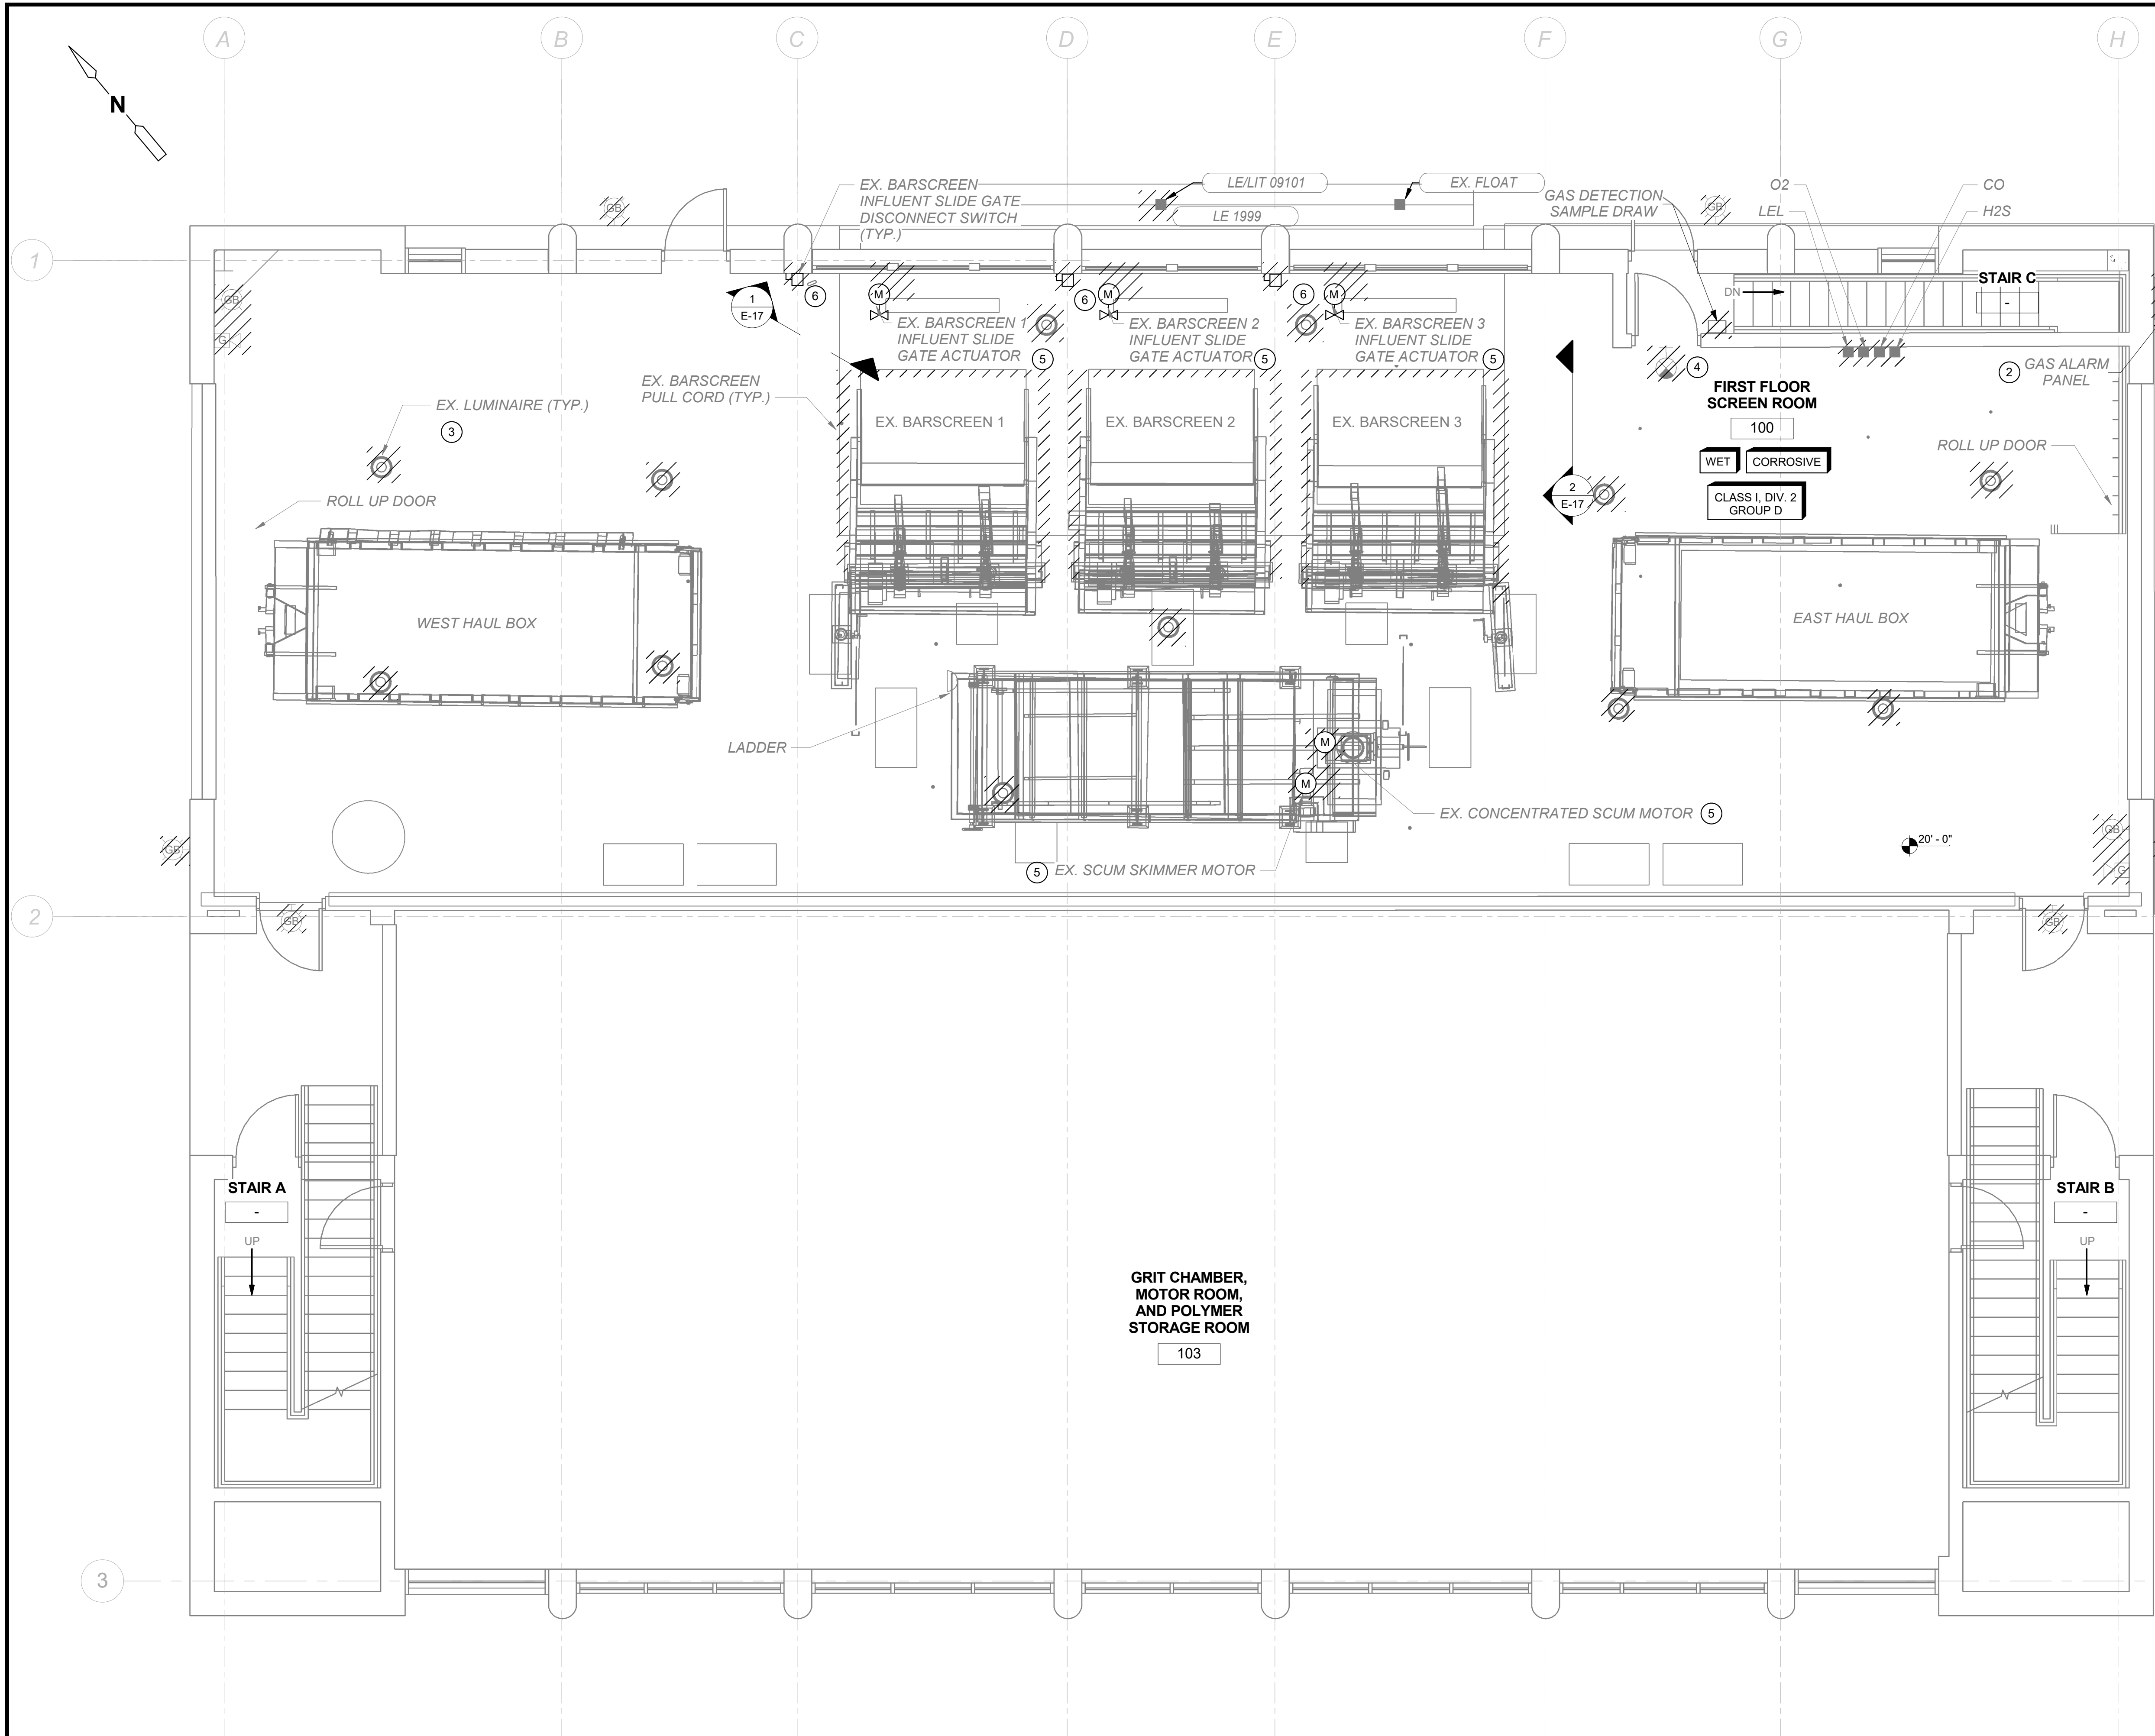 A
B
C
D
E
F
G
H
N
EX. BARSCREEN
INFLUENT SLIDE GATE
DISCONNECT SWITCH
(TYP.)
LE/LIT 09101
EX. FLOAT
LE 1999
GAS DETECTION
SAMPLE DRAW
O2
CO
LEL
H2S
GB
GB
1
STAIR C
-
DN
GB
G
1
E-17
6
M
6
M
6
M
EX. BARSCREEN 1
INFLUENT SLIDE
GATE ACTUATOR
5
EX. BARSCREEN 2
INFLUENT SLIDE
GATE ACTUATOR
5
EX. BARSCREEN 3
INFLUENT SLIDE
GATE ACTUATOR
5
4
2
GAS ALARM
PANEL
FIRST FLOOR
SCREEN ROOM
100
WET
CORROSIVE
CLASS I, DIV. 2
GROUP D
EX. BARSCREEN
PULL CORD (TYP.)
EX. LUMINAIRE (TYP.)
3
EX. BARSCREEN 1
EX. BARSCREEN 2
EX. BARSCREEN 3
ROLL UP DOOR
ROLL UP DOOR
2
E-17
WEST HAUL BOX
EAST HAUL BOX
LADDER
M
M
EX. CONCENTRATED SCUM MOTOR
5
5
EX. SCUM SKIMMER MOTOR
20' - 0"
GB
GB
G
2
GB
GB
STAIR A
-
UP
STAIR B
-
UP
GRIT CHAMBER,
MOTOR ROOM,
AND POLYMER
STORAGE ROOM
103
3